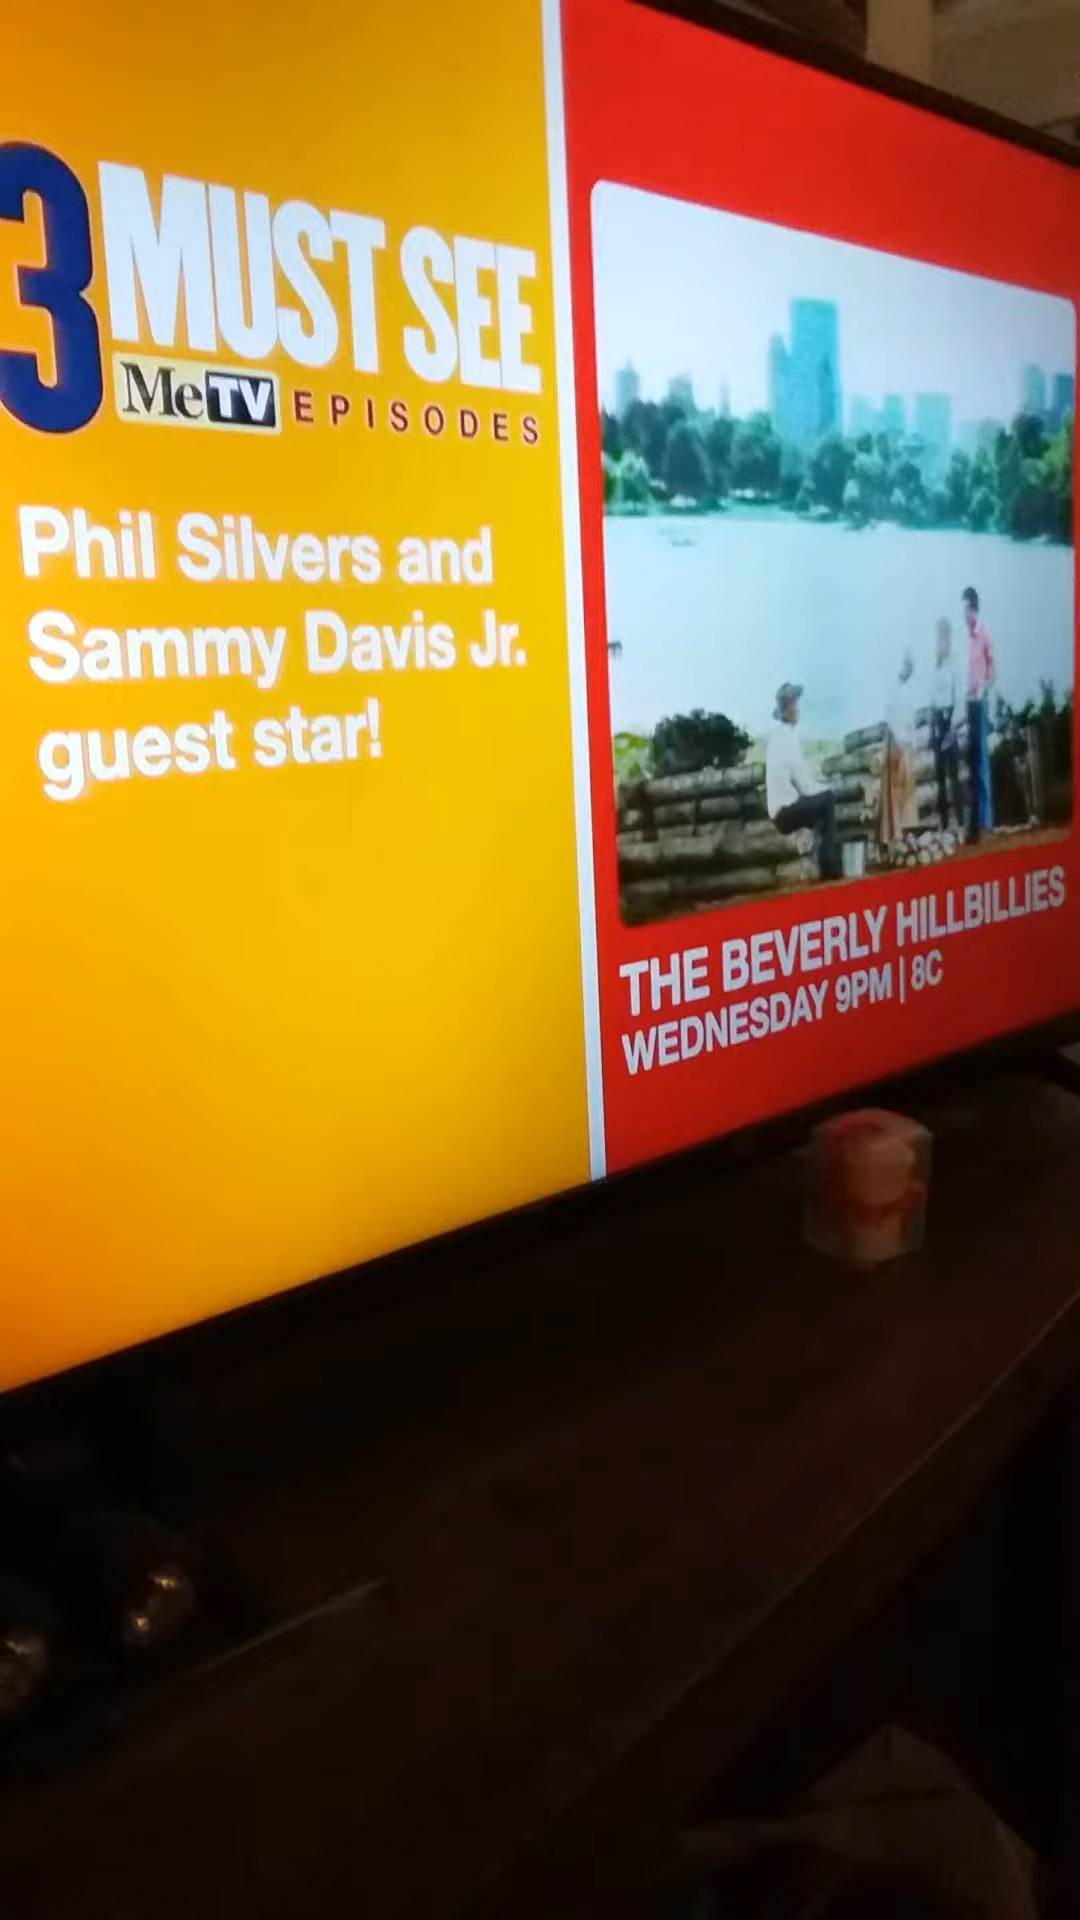 3 MUST SEE
MeTV EPISODES
Phil Silvers and
Sammy Davis Jr.
guest star!
THE BEVERLY HILLBILLIES
WEDNESDAY 9PM | 8C